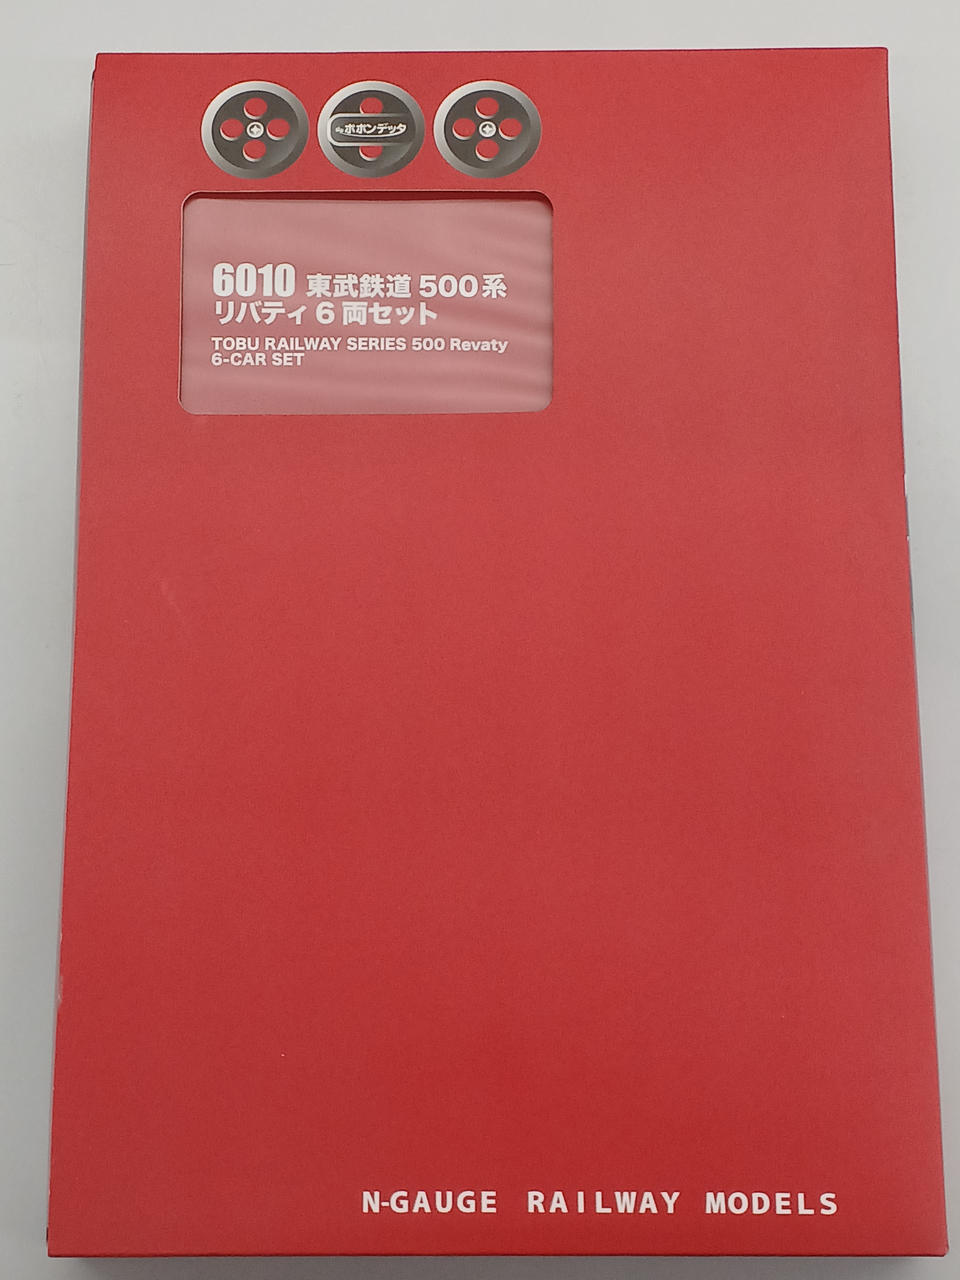 ポポンデッタ
6010 東武鉄道 500系
リバティ 6 両セット
TOBU RAILWAY SERIES 500 Revaty
6-CAR SET
N-GAUGE RAILWAY MODELS